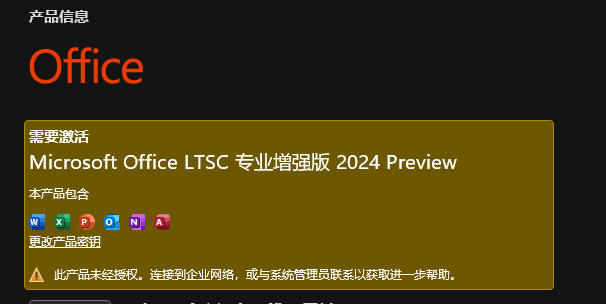 产品信息
Office
需要激活
Microsoft Office LTSC 专业增强版 2024 Preview
本产品包含
W X P O N A
更改产品密钥
此产品未经授权。连接到企业网络，或与系统管理员联系以获取进一步帮助。